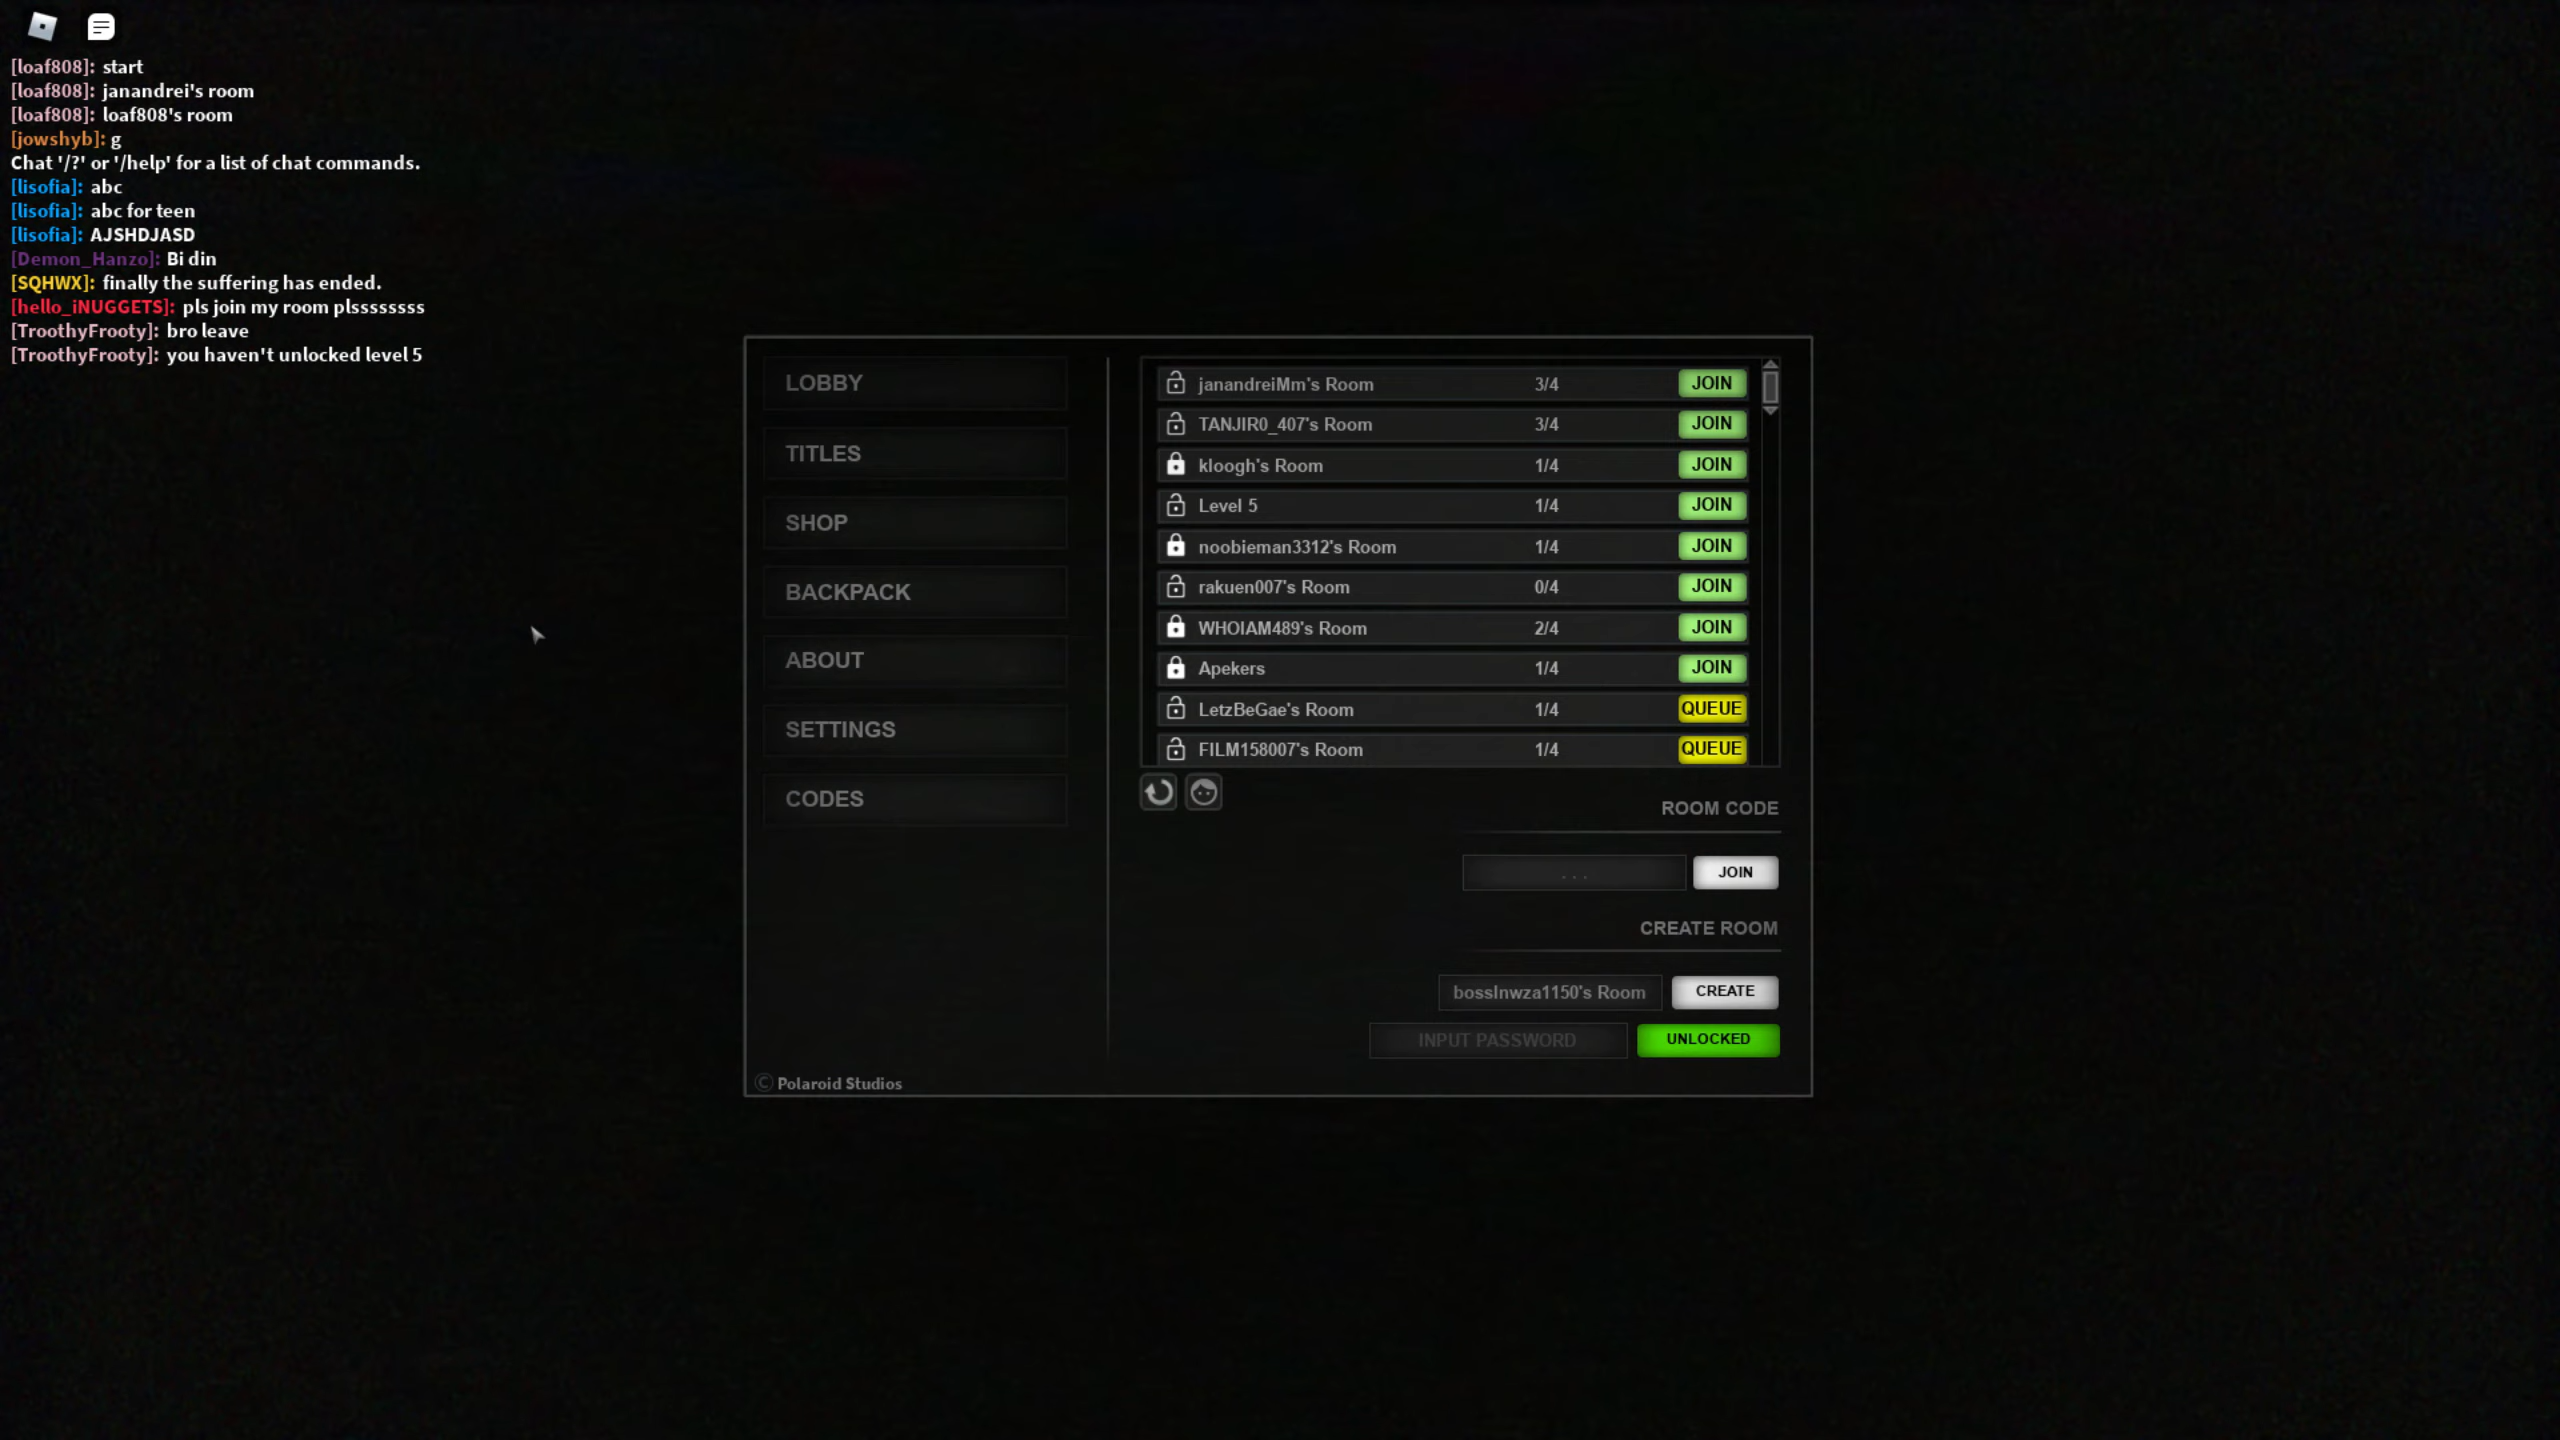 [loaf808]: start
[loaf808]: janandrei's room
[loaf808]: loaf808's room
[jowshyb]: g
Chat '/?' or '/help' for a list of chat commands.
[lisofia]: abc
[lisofia]: abc for teen
[lisofia]: AJSHDJASD
[Demon_Hanzo]: Bi din
[SQHWX]: finally the suffering has ended.
[hello_iNUGGETS]: pls join my room plssssssss
[TroothyFrooty]: bro leave
[TroothyFrooty]: you haven't unlocked level 5
LOBBY
TITLES
SHOP
BACKPACK
ABOUT
SETTINGS
CODES
janandreiMm's Room 3/4 JOIN
TANJIR0_407's Room 3/4 JOIN
kloogh's Room 1/4 JOIN
Level 5 1/4 JOIN
noobieman3312's Room 1/4 JOIN
rakuen007's Room 0/4 JOIN
WHOIAM489's Room 2/4 JOIN
Apekers 1/4 JOIN
LetzBeGae's Room 1/4 QUEUE
FILM158007's Room 1/4 QUEUE
ROOM CODE
... JOIN
CREATE ROOM
bosslnwza1150's Room CREATE
INPUT PASSWORD UNLOCKED
© Polaroid Studios